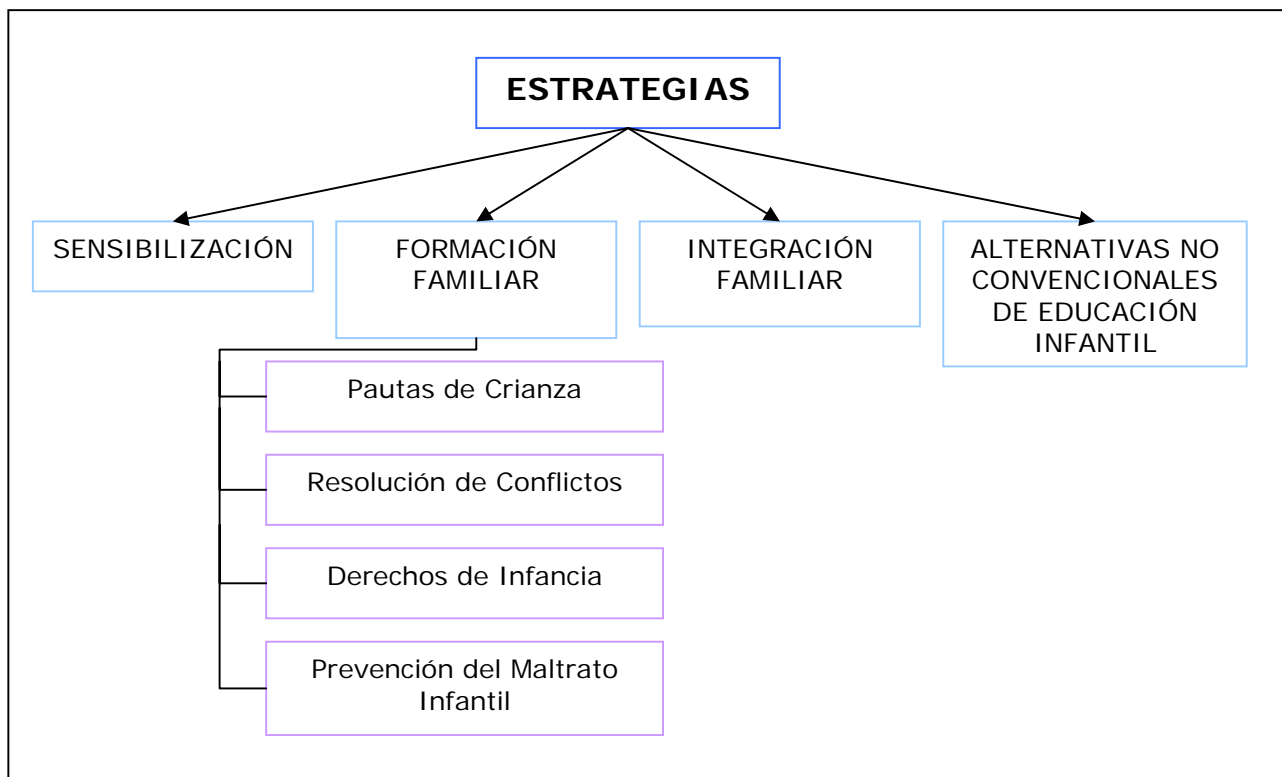 ESTRATEGIAS
SENSIBILIZACIÓN
FORMACIÓN
FAMILIAR
INTEGRACIÓN
FAMILIAR
ALTERNATIVAS NO
CONVENCIONALES
DE EDUCACIÓN
INFANTIL
Pautas de Crianza
Resolución de Conflictos
Derechos de Infancia
Prevención del Maltrato
Infantil